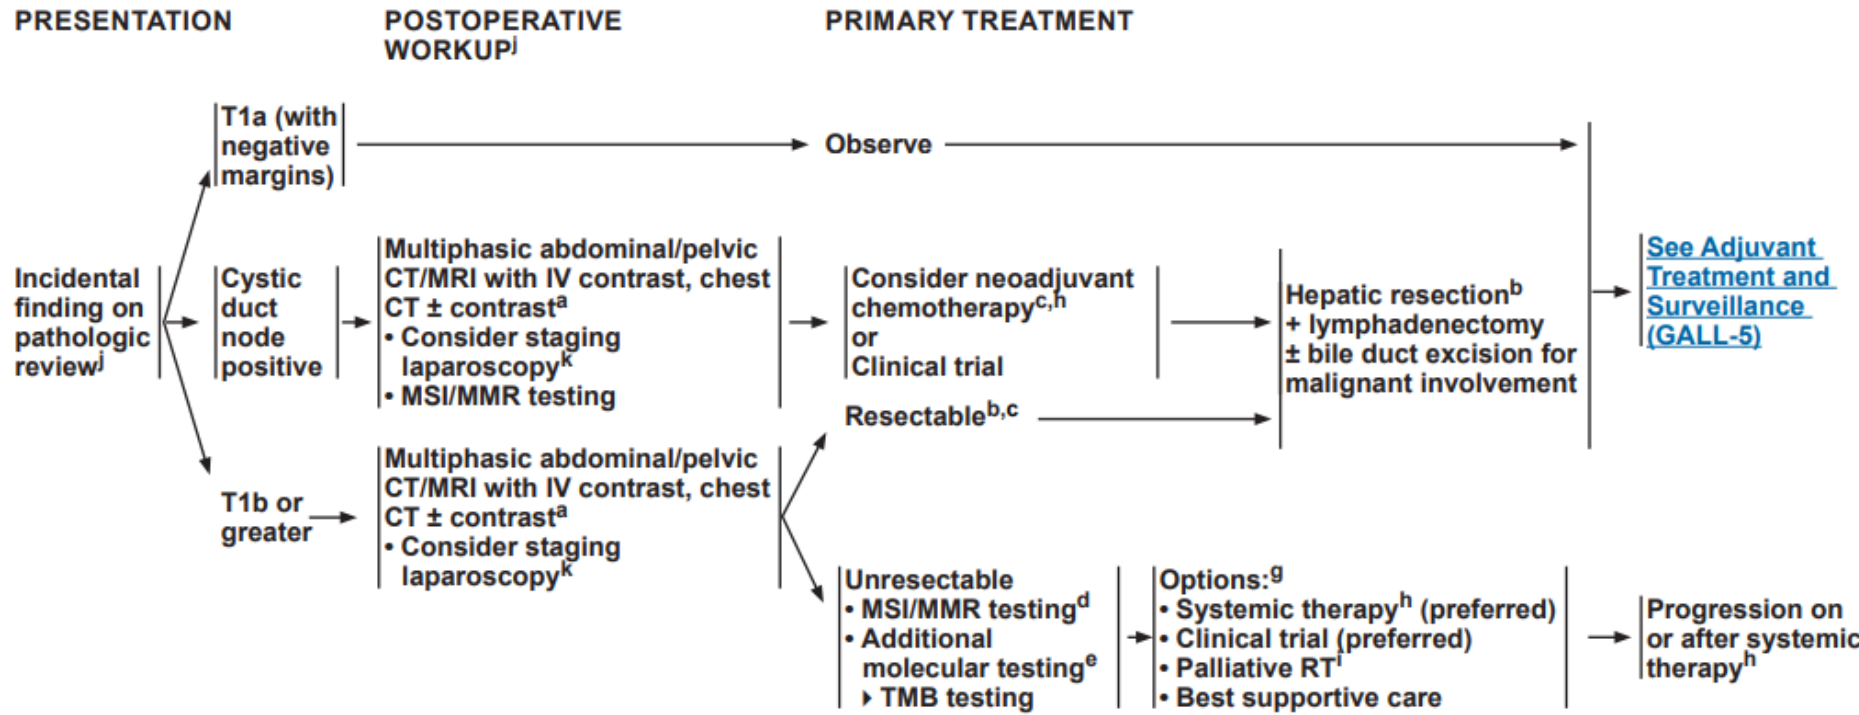 PRESENTATION
POSTOPERATIVE
WORKUPj
PRIMARY TREATMENT
Incidental
finding on
pathologic
reviewj
T1a (with
negative
margins)
Observe
Cystic
duct
node
positive
Multiphasic abdominal/pelvic
CT/MRI with IV contrast, chest
CT ± contrasta
• Consider staging
laparoscopyk
• MSI/MMR testing
Consider neoadjuvant
chemotherapyc,h
or
Clinical trial
T1b or
greater
Multiphasic abdominal/pelvic
CT/MRI with IV contrast, chest
CT ± contrasta
• Consider staging
laparoscopyk
Resectableb,c
Hepatic resectionb
+ lymphadenectomy
± bile duct excision for
malignant involvement
See Adjuvant
Treatment and
Surveillance
(GALL-5)
Unresectable
• MSI/MMR testingd
• Additional
molecular testinge
▸ TMB testing
Options:g
• Systemic therapyh (preferred)
• Clinical trial (preferred)
• Palliative RTi
• Best supportive care
Progression on
or after systemic
therapyh